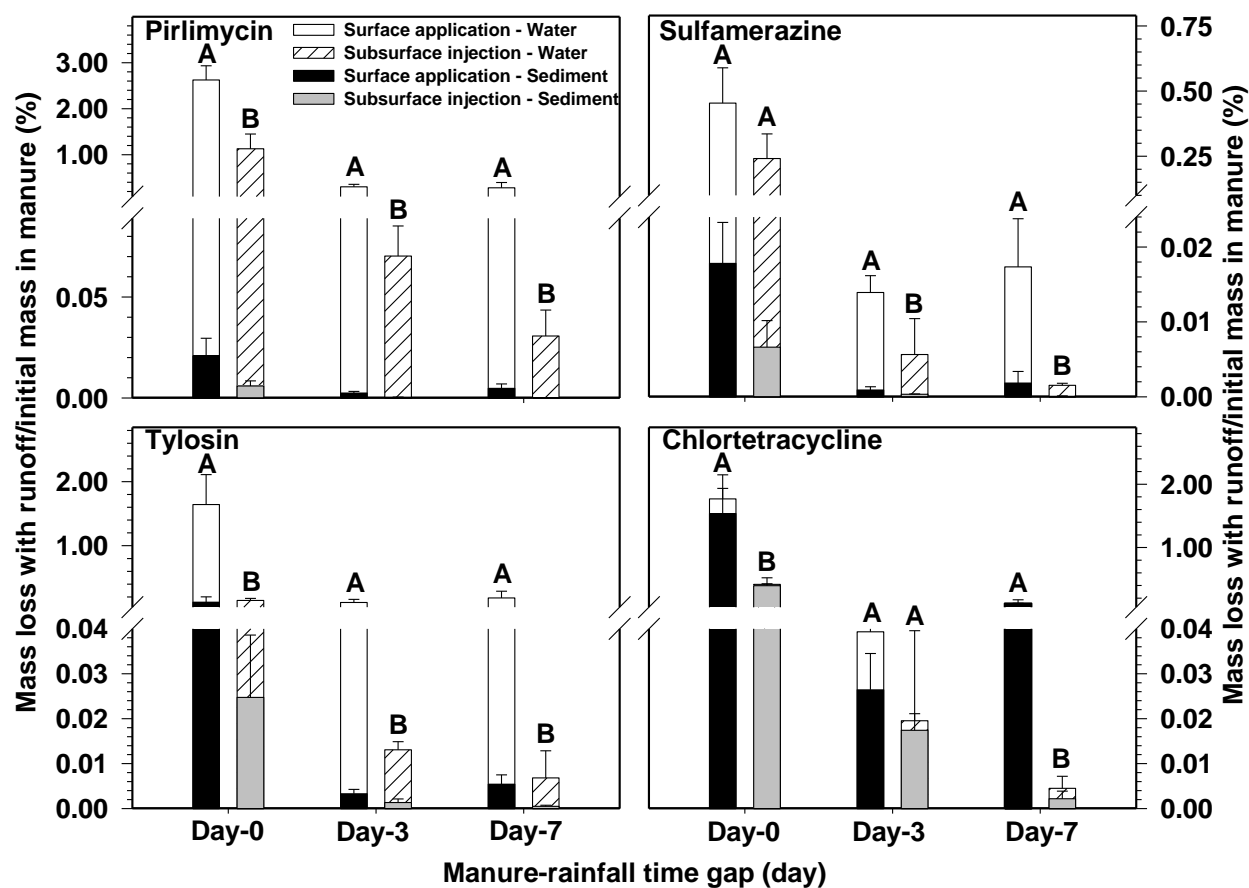 Pirlimycin
Surface application - Water
Subsurface injection - Water
Surface application - Sediment
Subsurface injection - Sediment
Sulfamerazine
Mass loss with runoff/initial mass in manure (%)
Mass loss with runoff/initial mass in manure (%)
3.00
2.00
1.00
0.05
0.00
A
B
A
B
A
B
0.75
0.50
0.25
0.02
0.01
0.00
A
A
A
B
A
B
Tylosin
2.00
1.00
0.04
0.03
0.02
0.01
0.00
A
B
A
B
A
B
Chlortetracycline
2.00
1.00
0.04
0.03
0.02
0.01
0.00
A
B
A
A
A
B
Day-0 Day-3 Day-7 Day-0 Day-3 Day-7
Manure-rainfall time gap (day)